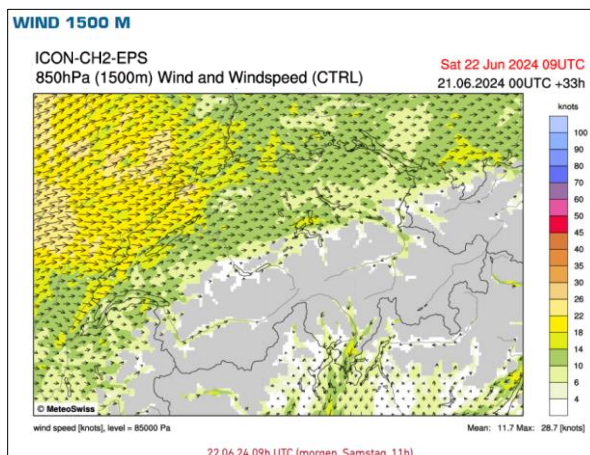 WIND 1500 M
ICON-CH2-EPS
Sat 22 Jun 2024 09UTC
850hPa (1500m) Wind and Windspeed (CTRL)
21.06.2024 00UTC +33h
knots
100
90
80
70
60
50
45
40
35
30
26
22
18
14
10
6
4
© MeteoSwiss
wind speed [knots], level = 85000 Pa
Mean: 11.7 Max: 28.7 [knots]
22.06.24 09h UTC (morgen, Samstag, 11h)